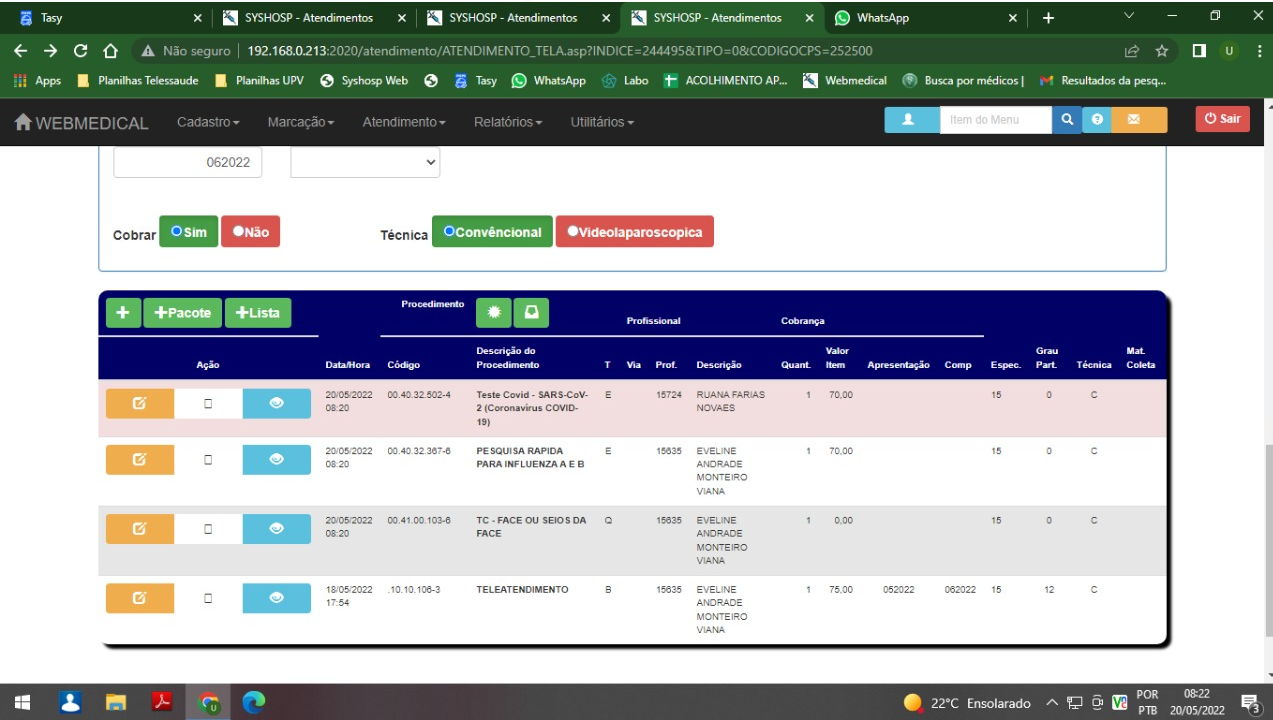 Tasy
SYSHOSP - Atendimentos
SYSHOSP - Atendimentos
SYSHOSP - Atendimentos
WhatsApp
Não seguro | 192.168.0.213:2020/atendimento/ATENDIMENTO_TELA.asp?INDICE=244495&TIPO=0&CODIGOCPS=252500
U
Apps Planilhas Telessaude Planilhas UPV Syshosp Web Tasy WhatsApp Labo ACOLHIMENTO AP... Webmedical Busca por médicos | Resultados da pesq...
WEBMEDICAL Cadastro Marcação Atendimento Relatórios Utilitários Item do Menu Sair
062022
Cobrar Sim Não Técnica Convêncional Videolaparoscopica
+ +Pacote +Lista Procedimento Profissional Cobrança
Ação Data/Hora Código Descrição do Procedimento T Via Prof. Descrição Quant. Valor Item Apresentação Comp Espec. Grau Part. Técnica Mat. Coleta
20/05/2022 08:20 00.40.32.502-4 Teste Covid - SARS-CoV-2 (Coronavirus COVID-19) E 15724 RUANA FARIAS NOVAES 1 70,00 15 0 C
20/05/2022 08:20 00.40.32.367-6 PESQUISA RAPIDA PARA INFLUENZA A E B E 15635 EVELINE ANDRADE MONTEIRO VIANA 1 70,00 15 0 C
20/05/2022 08:20 00.41.00.103-6 TC - FACE OU SEIOS DA FACE Q 15635 EVELINE ANDRADE MONTEIRO VIANA 1 0,00 15 0 C
18/05/2022 17:54 .10.10.106-3 TELEATENDIMENTO B 15635 EVELINE ANDRADE MONTEIRO VIANA 1 75,00 052022 062022 15 12 C
22°C Ensolarado
POR
PTB
08:22
20/05/2022
3